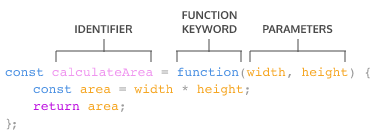 FUNCTION
IDENTIFIER KEYWORD PARAMETERS
const calculateArea = function(width, height) {
    const area = width * height;
    return area;
};